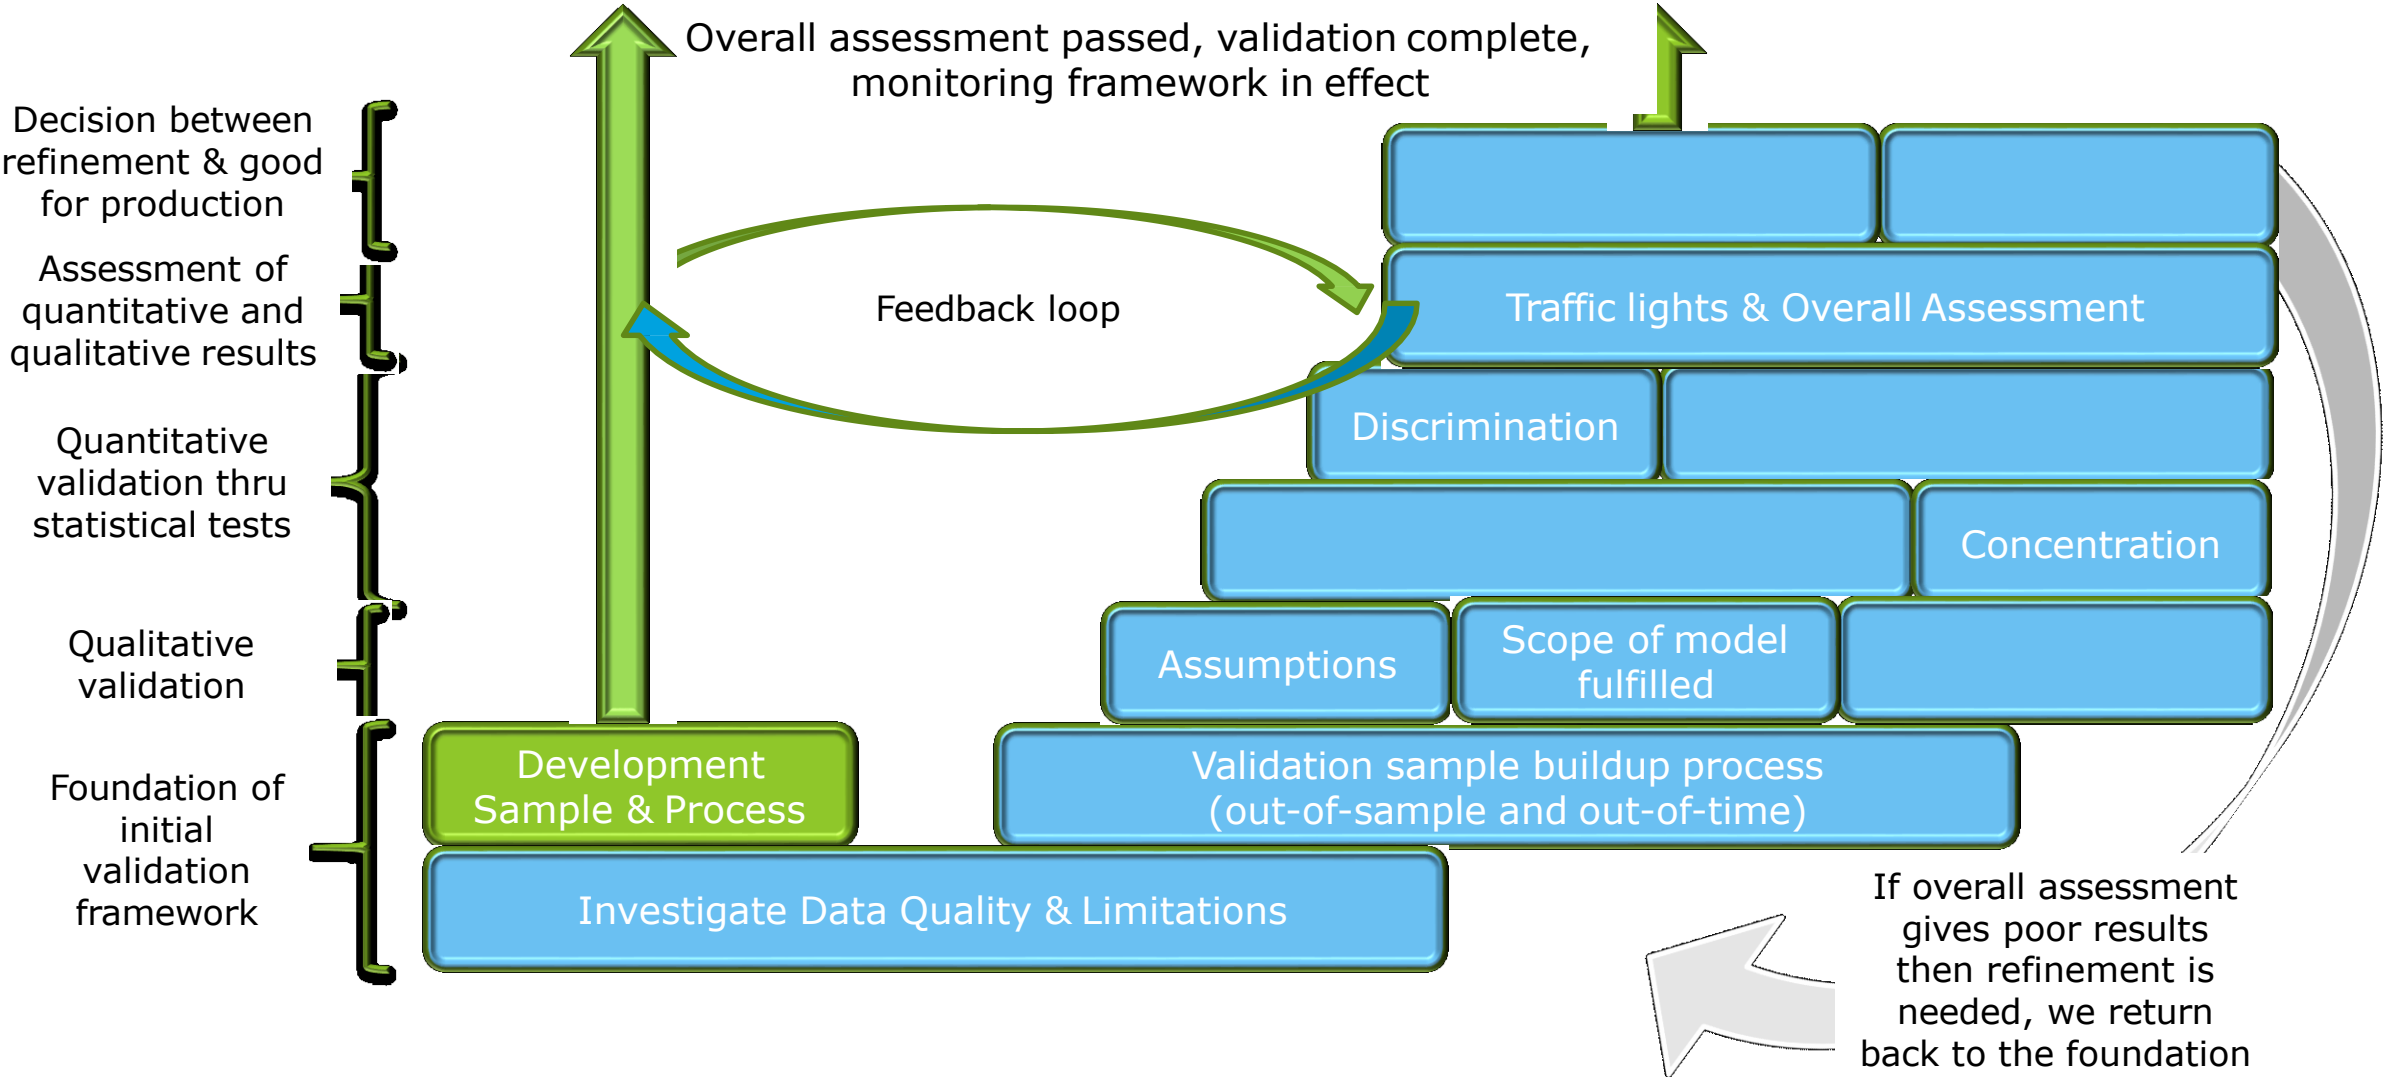 Overall assessment passed, validation complete,
monitoring framework in effect
Decision between
refinement & good
for production
Assessment of
quantitative and
qualitative results
Quantitative
validation thru
statistical tests
Qualitative
validation
Foundation of
initial
validation
framework
Feedback loop
Traffic lights & Overall Assessment
Discrimination
Concentration
Assumptions
Scope of model
fulfilled
Development
Sample & Process
Validation sample buildup process
(out-of-sample and out-of-time)
Investigate Data Quality & Limitations
If overall assessment
gives poor results
then refinement is
needed, we return
back to the foundation